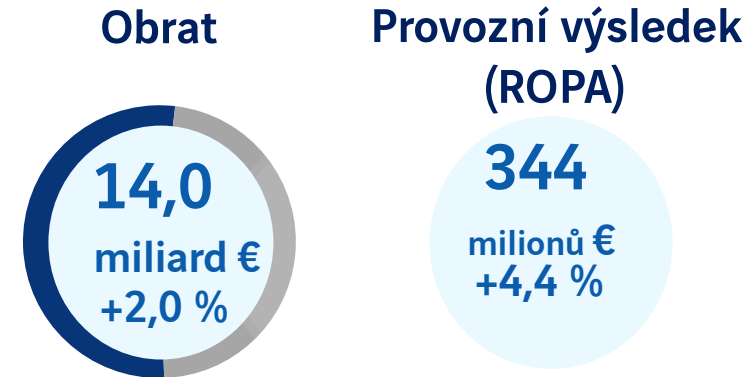 Obrat
14,0
miliard €
+2,0 %
Provozní výsledek
(ROPA)
344
milionů €
+4,4 %